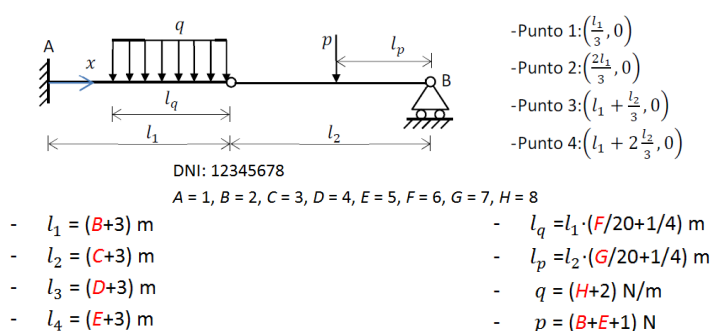 q
A
x
p
l_p
B
l_q
l_1
l_2
-Punto 1:(l_1/3, 0)
-Punto 2:(2l_1/3, 0)
-Punto 3:(l_1 + l_2/3, 0)
-Punto 4:(l_1 + 2 l_2/3, 0)
DNI: 12345678
A = 1, B = 2, C = 3, D = 4, E = 5, F = 6, G = 7, H = 8
- l_1 = (B+3) m
- l_2 = (C+3) m
- l_3 = (D+3) m
- l_4 = (E+3) m
- l_q =l_1·(F/20+1/4) m
- l_p =l_2·(G/20+1/4) m
- q = (H+2) N/m
- p = (B+E+1) N